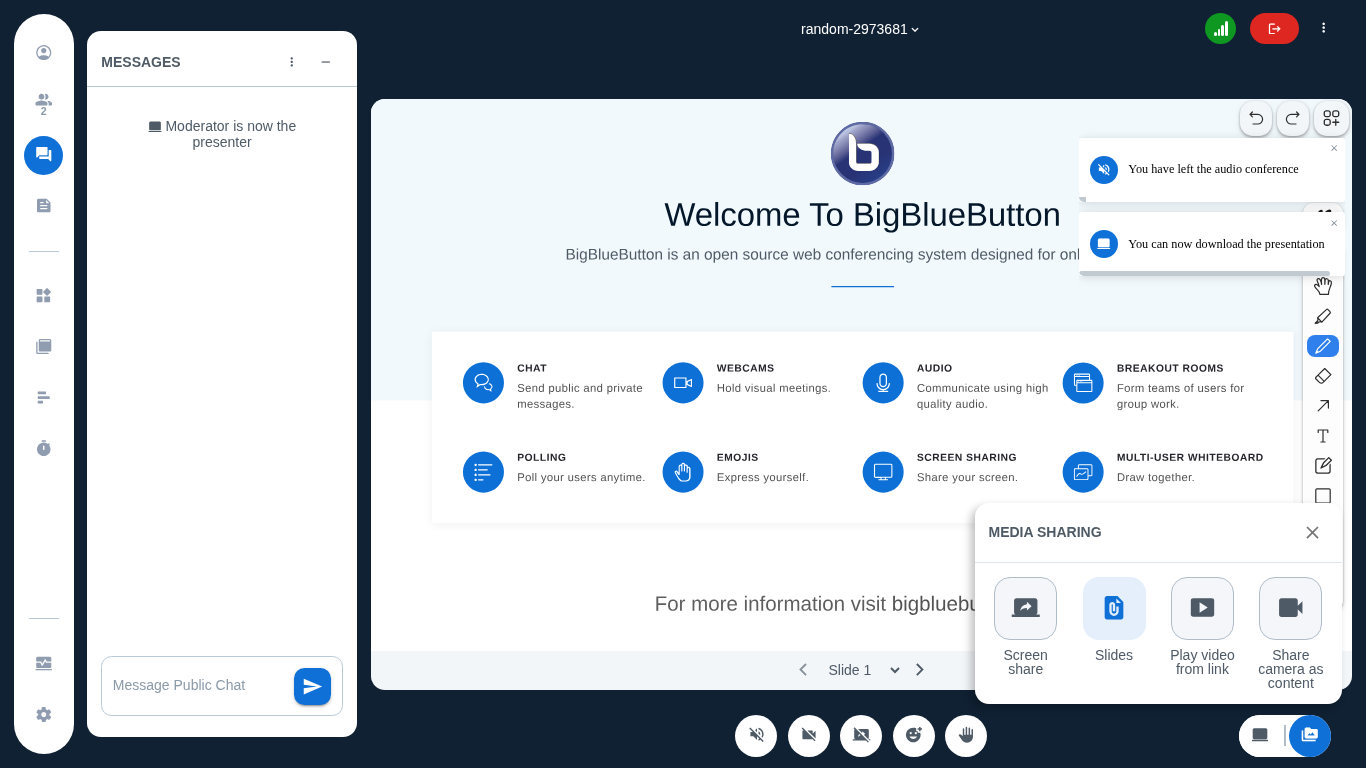 random-2973681
2
MESSAGES
Moderator is now the
presenter
Message Public Chat
Welcome To BigBlueButton
BigBlueButton is an open source web conferencing system designed for
You have left the audio conference
You can now download the presentation
CHAT
Send public and private
messages.
WEBCAMS
Hold visual meetings.
AUDIO
Communicate using high
quality audio.
BREAKOUT ROOMS
Form teams of users for
group work.
POLLING
Poll your users anytime.
EMOJIS
Express yourself.
SCREEN SHARING
Share your screen.
MULTI-USER WHITEBOARD
Draw together.
For more information visit
Slide 1
MEDIA SHARING
Screen
share
Slides
Play video
from link
Share
camera as
content